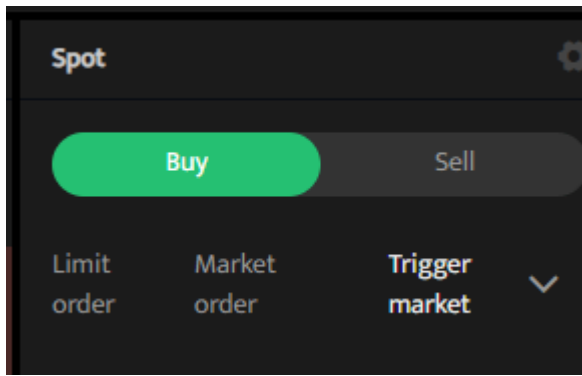 Spot
Buy
Sell
Limit order
Market order
Trigger market